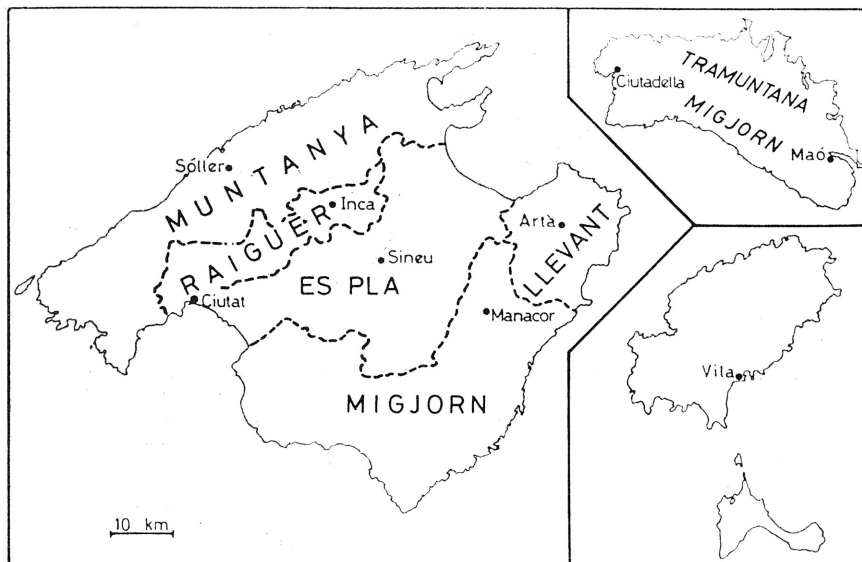 MUNTANYA
Sóller
RAIGUER
Inca
Ciutat
Sineu
ES PLA
Artà
LLEVANT
Manacor
MIGJORN
10 km
Ciutadella
TRAMUNTANA
MIGJORN
Maó
Vila